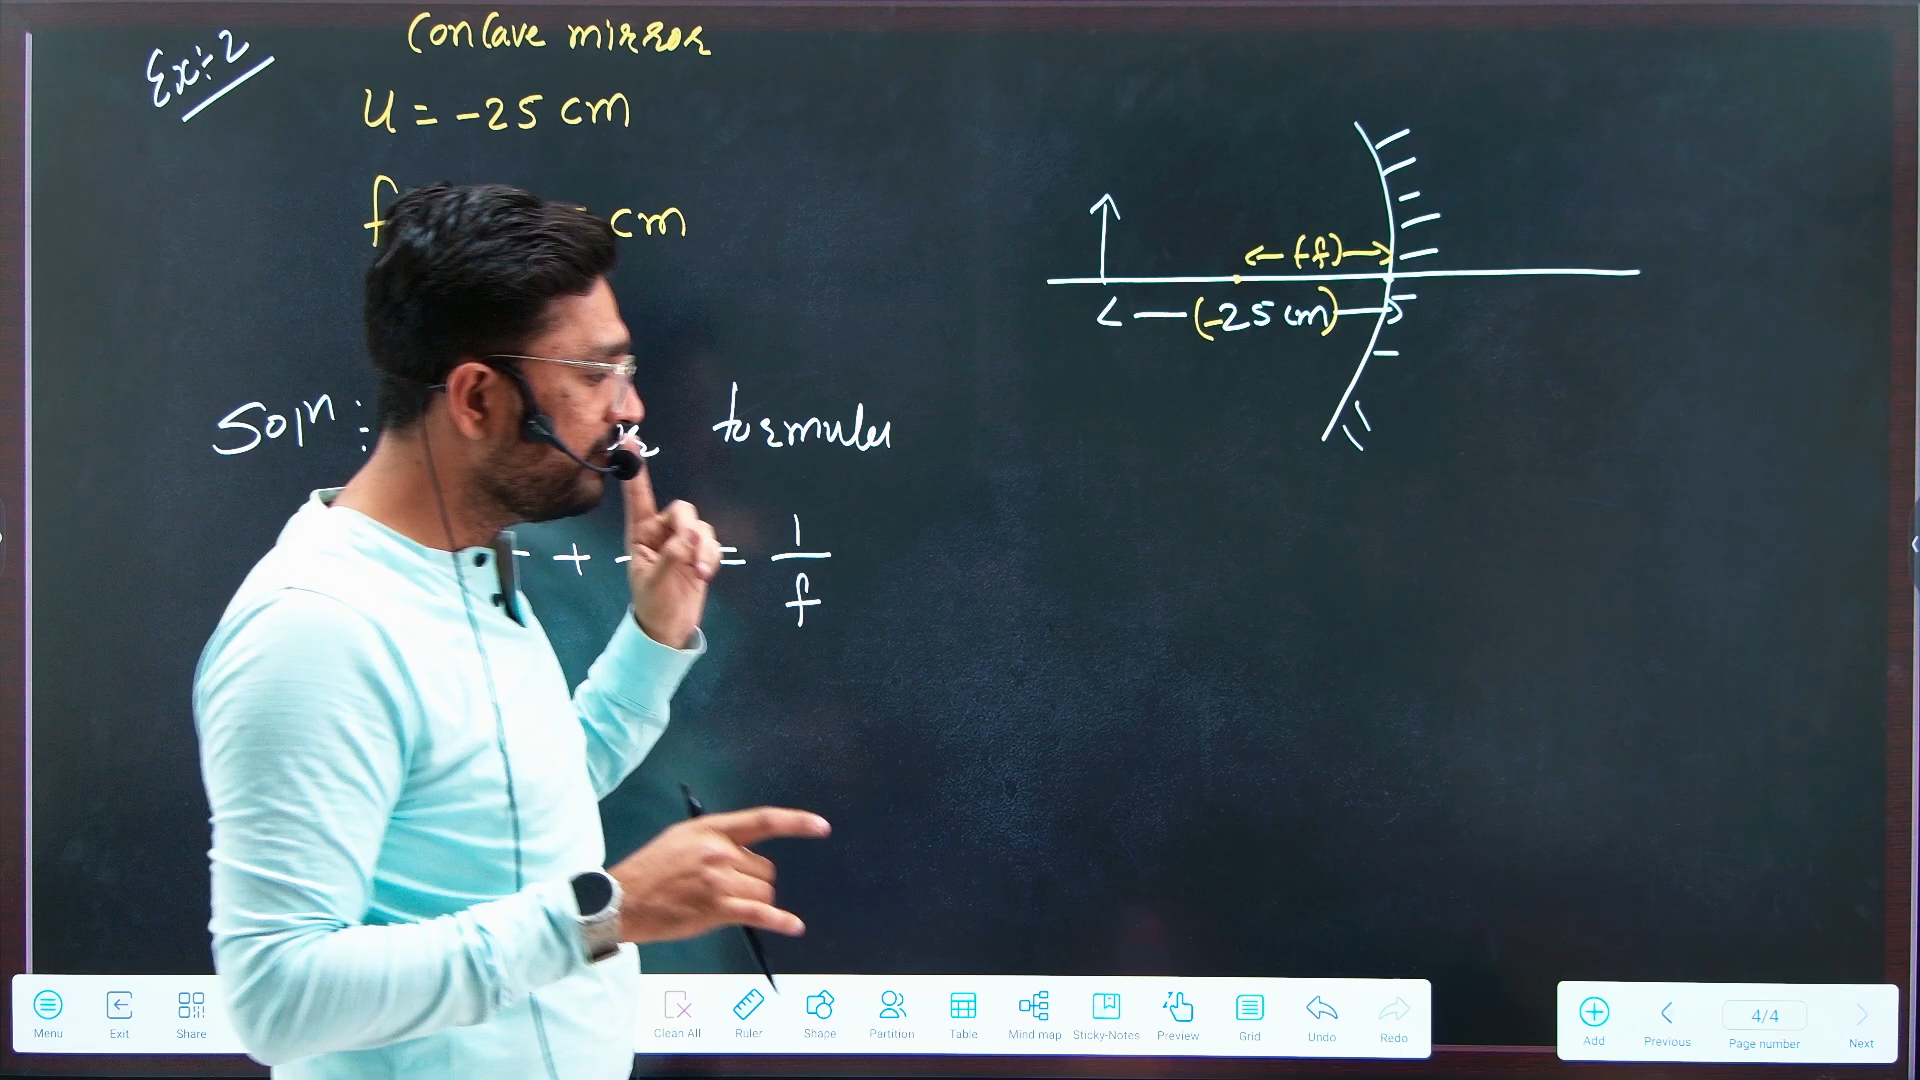 Ex:-2
Concave mirror
u = -25 cm
f cm
(-f)
(-25 cm)
Soln:
formula
+ = 1/f
Menu
Exit
Share
Clean All
Ruler
Shape
Partition
Table
Mind map
Sticky-Notes
Preview
Grid
Undo
Redo
Add
Previous
4/4
Page number
Next